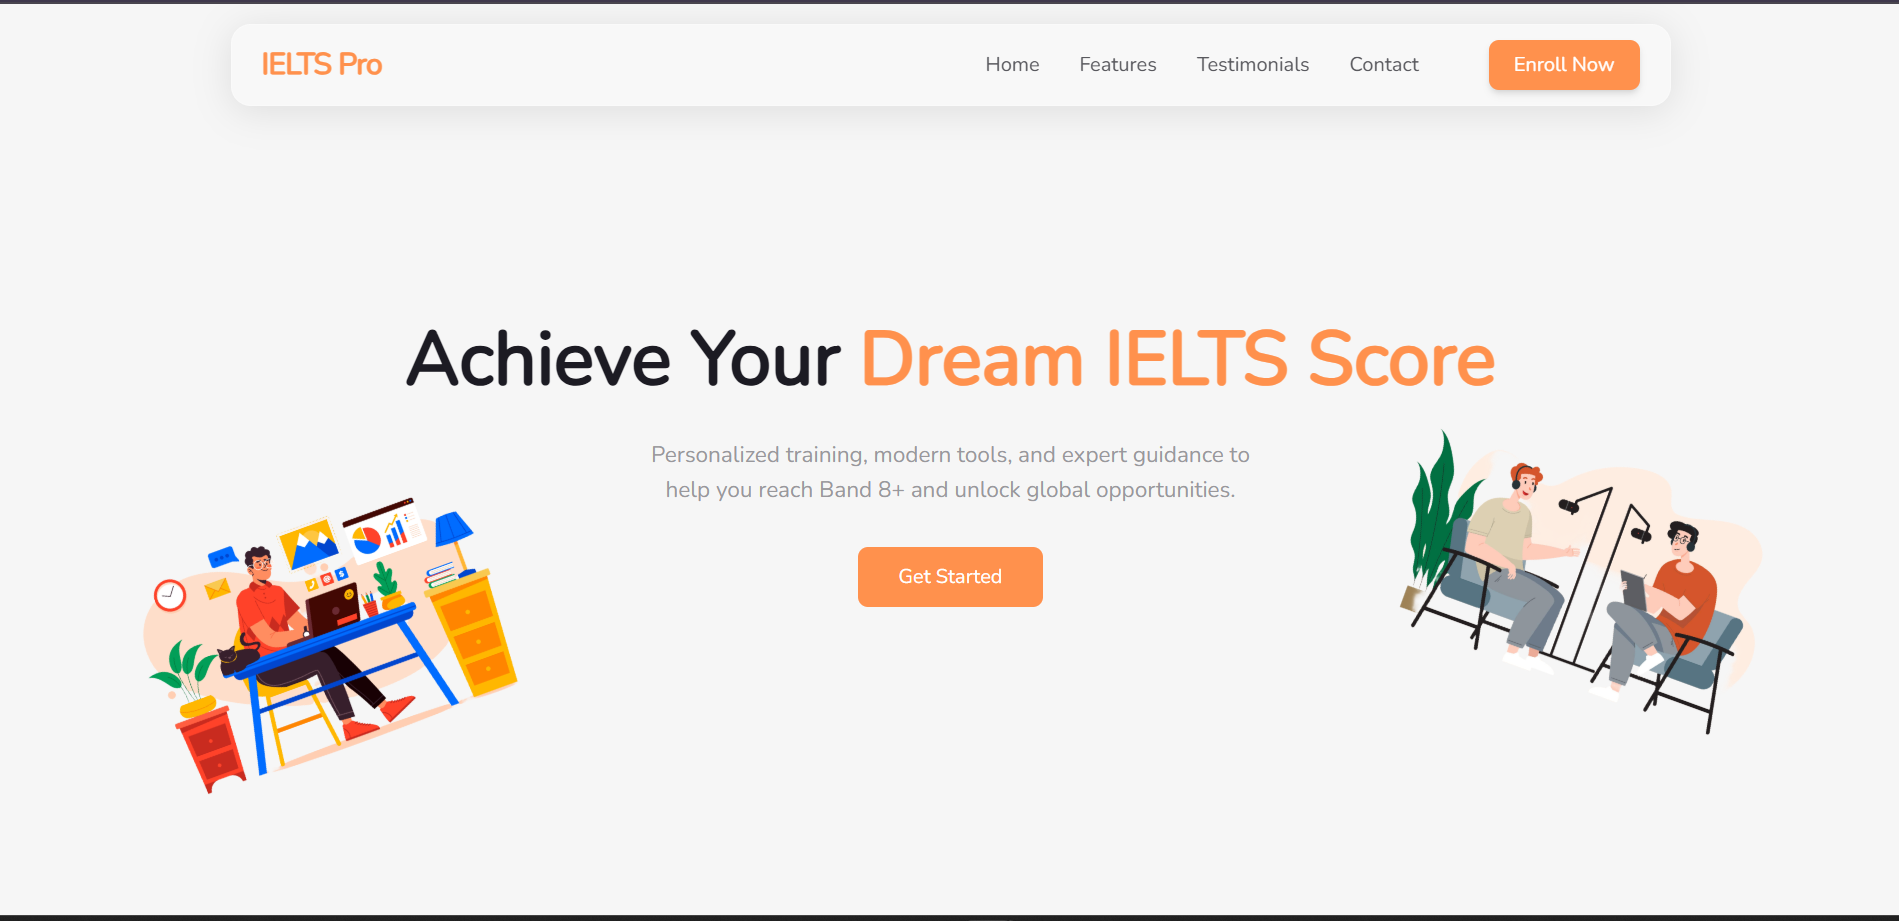 IELTS Pro
Home
Features
Testimonials
Contact
Enroll Now
Achieve Your Dream IELTS Score
Personalized training, modern tools, and expert guidance to
help you reach Band 8+ and unlock global opportunities.
Get Started